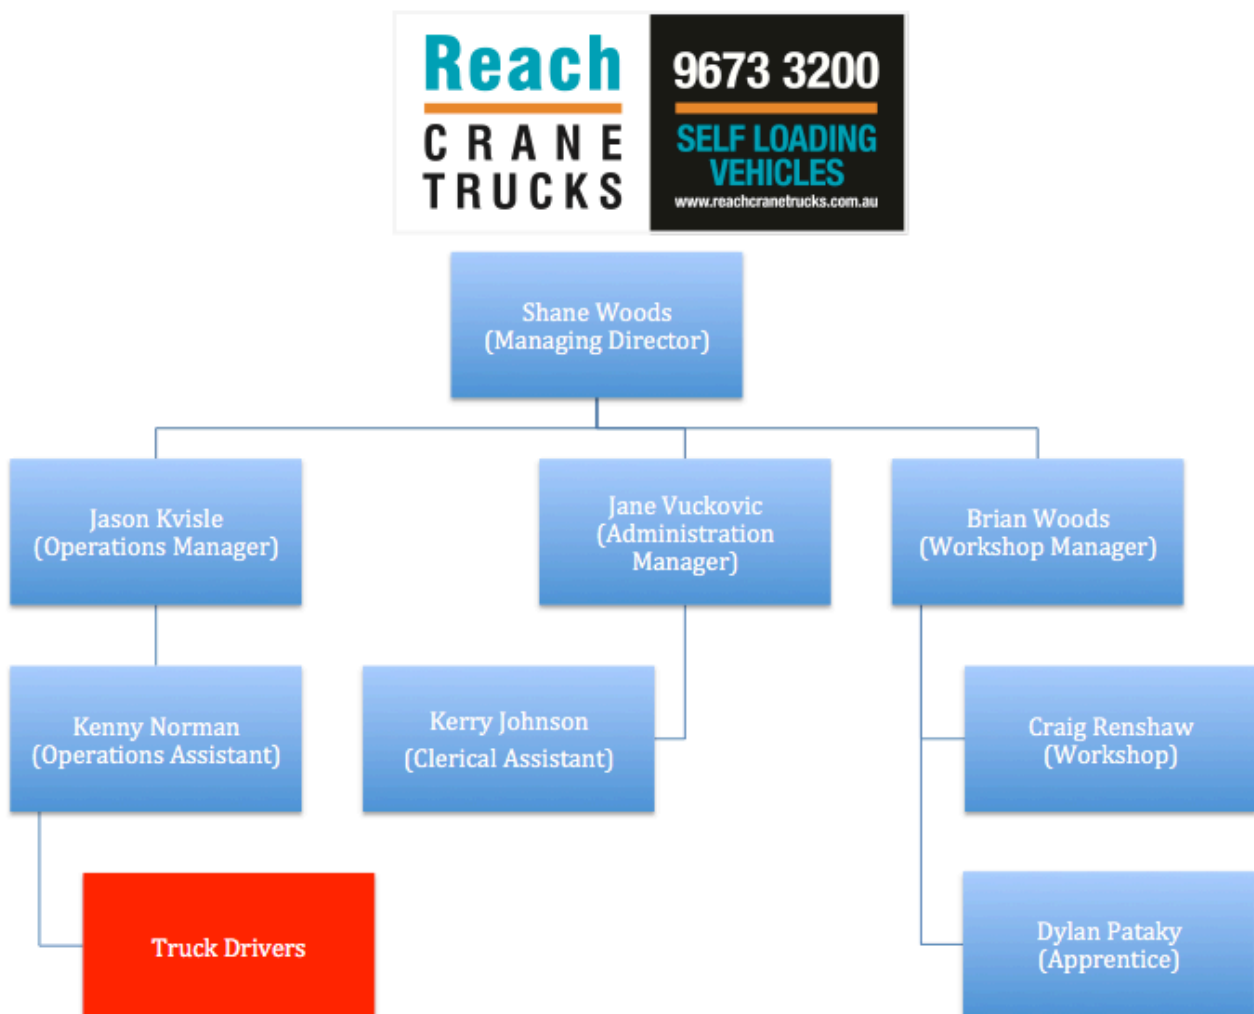 Reach
CRANE
TRUCKS
9673 3200
SELF LOADING
VEHICLES
www.reachcranetrucks.com.au
Shane Woods
(Managing Director)
Jason Kvisle
(Operations Manager)
Jane Vuckovic
(Administration
Manager)
Brian Woods
(Workshop Manager)
Kenny Norman
(Operations Assistant)
Kerry Johnson
(Clerical Assistant)
Craig Renshaw
(Workshop)
Truck Drivers
Dylan Pataky
(Apprentice)